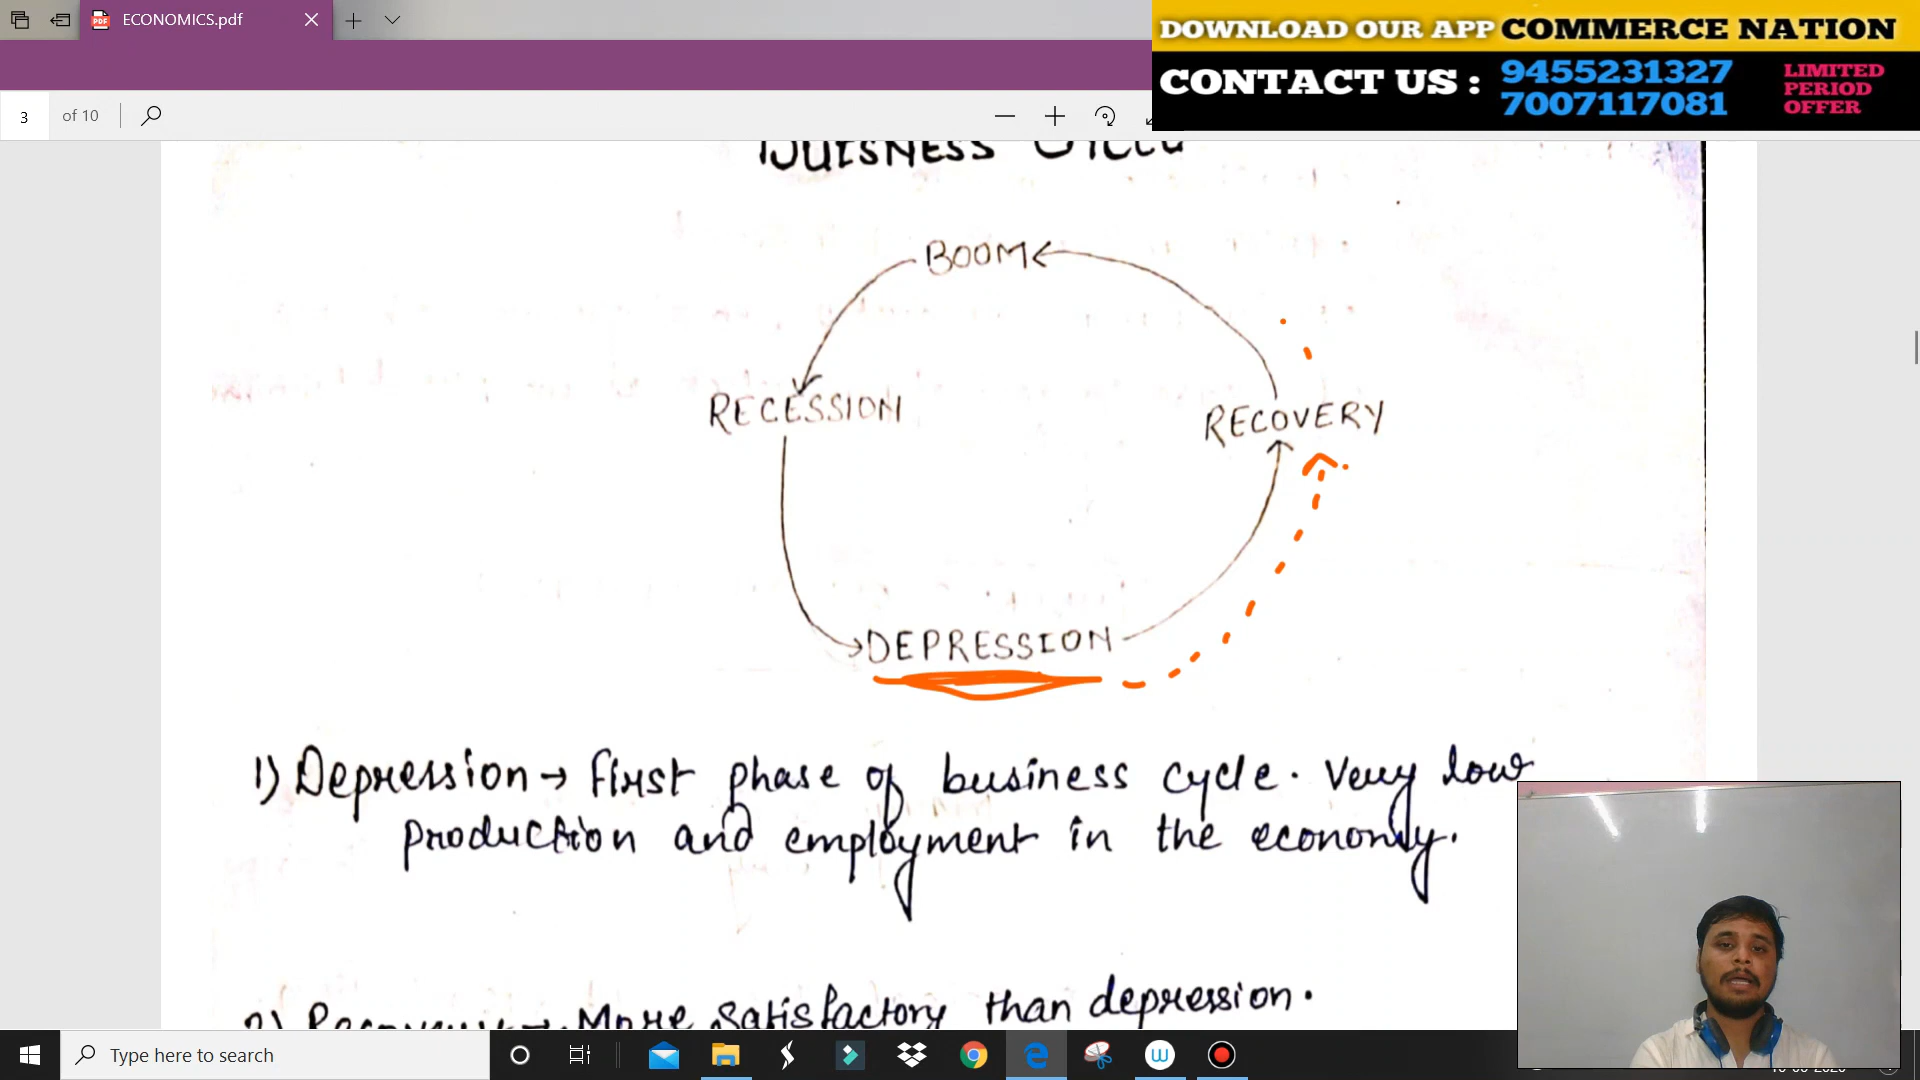 ECONOMICS.pdf
DOWNLOAD OUR APP COMMERCE NATION
CONTACT US : 9455231327
7007117081
LIMITED
PERIOD
OFFER
3 of 10
BOOM
RECESSION
RECOVERY
DEPRESSION
1) Depression → First phase of business cycle. Very low
production and employment in the economy.
2) Recovery → More satisfactory than depression.
Type here to search